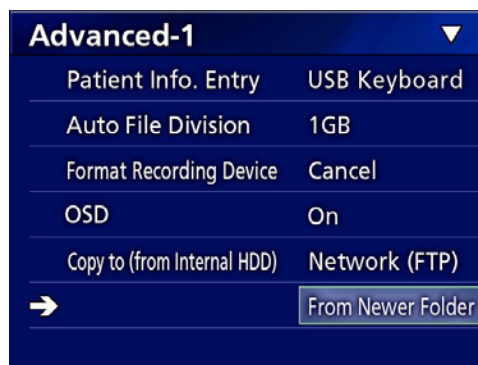 Advanced-1 ▼
Patient Info. Entry USB Keyboard
Auto File Division 1GB
Format Recording Device Cancel
OSD On
Copy to (from Internal HDD) Network (FTP)
➔ From Newer Folder